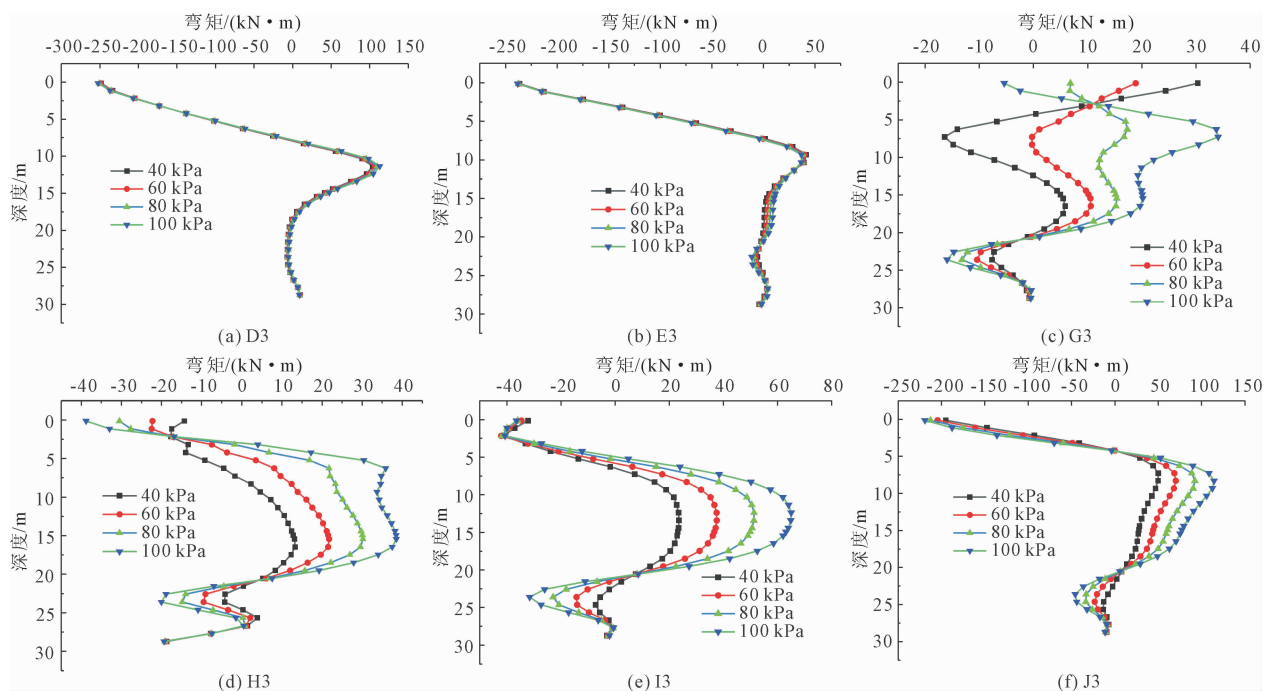 弯矩/(kN·m)
-300 -250 -200 -150 -100 -50 0 50 100 150
深度/m
0
5
10
15
20
25
30
40 kPa
60 kPa
80 kPa
100 kPa
(a) D3
弯矩/(kN·m)
-250 -200 -150 -100 -50 0 50
深度/m
0
5
10
15
20
25
30
40 kPa
60 kPa
80 kPa
100 kPa
(b) E3
弯矩/(kN·m)
-20 -10 0 10 20 30 40
深度/m
0
5
10
15
20
25
30
40 kPa
60 kPa
80 kPa
100 kPa
(c) G3
弯矩/(kN·m)
-40 -30 -20 -10 0 10 20 30 40
深度/m
0
5
10
15
20
25
30
40 kPa
60 kPa
80 kPa
100 kPa
(d) H3
弯矩/(kN·m)
-40 -20 0 20 40 60 80
深度/m
0
5
10
15
20
25
30
40 kPa
60 kPa
80 kPa
100 kPa
(e) I3
弯矩/(kN·m)
-250 -200 -150 -100 -50 0 50 100 150
深度/m
0
5
10
15
20
25
30
40 kPa
60 kPa
80 kPa
100 kPa
(f) J3